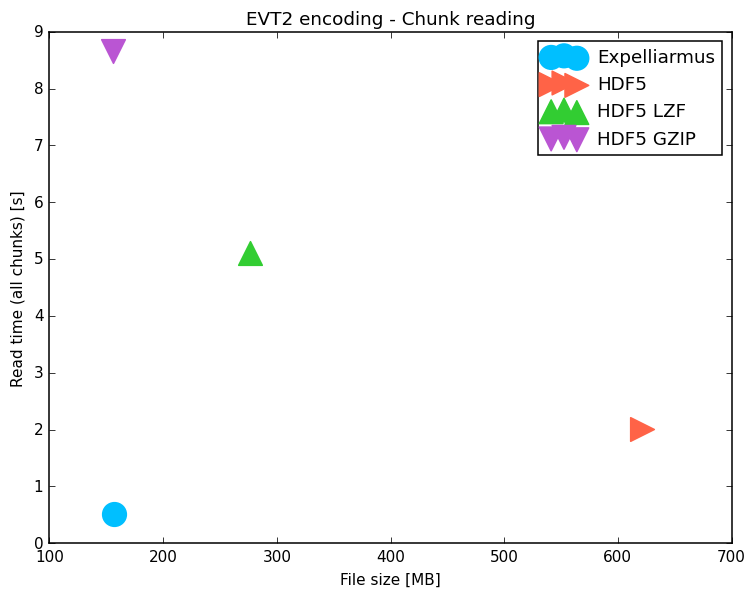 EVT2 encoding - Chunk reading
Expelliarmus
HDF5
HDF5 LZF
HDF5 GZIP
Read time (all chunks) [s]
9
8
7
6
5
4
3
2
1
0
100 200 300 400 500 600 700
File size [MB]